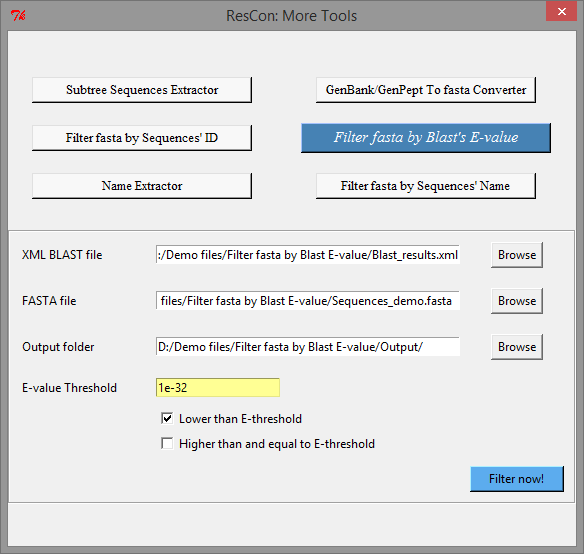 ResCon: More Tools
Subtree Sequences Extractor
GenBank/GenPept To fasta Converter
Filter fasta by Sequences' ID
Filter fasta by Blast's E-value
Name Extractor
Filter fasta by Sequences' Name
XML BLAST file
:/Demo files/Filter fasta by Blast E-value/Blast_results.xml
Browse
FASTA file
files/Filter fasta by Blast E-value/Sequences_demo.fasta
Browse
Output folder
D:/Demo files/Filter fasta by Blast E-value/Output/
Browse
E-value Threshold
1e-32
Lower than E-threshold
Higher than and equal to E-threshold
Filter now!